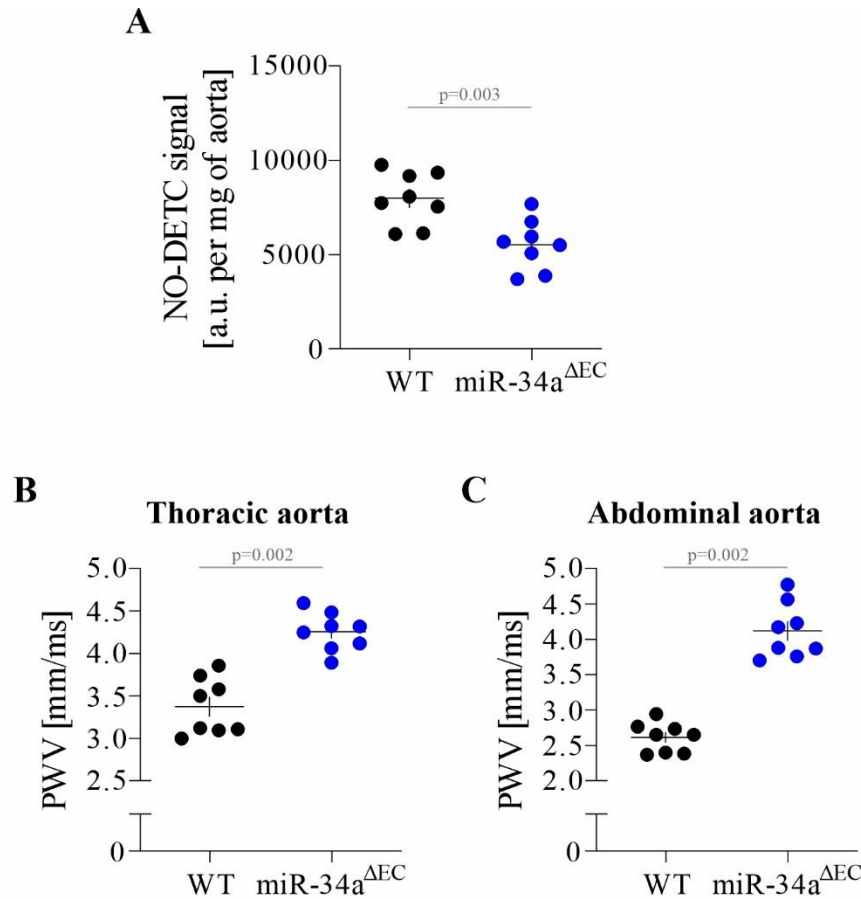 A
NO-DETC signal
[a.u. per mg of aorta]
15000
10000
5000
0
p=0.003
WT
miR-34a^ΔEC
B
Thoracic aorta
p=0.002
PWV [mm/ms]
5.0
4.5
4.0
3.5
3.0
2.5
0
WT
miR-34a^ΔEC
C
Abdominal aorta
p=0.002
PWV [mm/ms]
5.0
4.5
4.0
3.5
3.0
2.5
2.0
0
WT
miR-34a^ΔEC